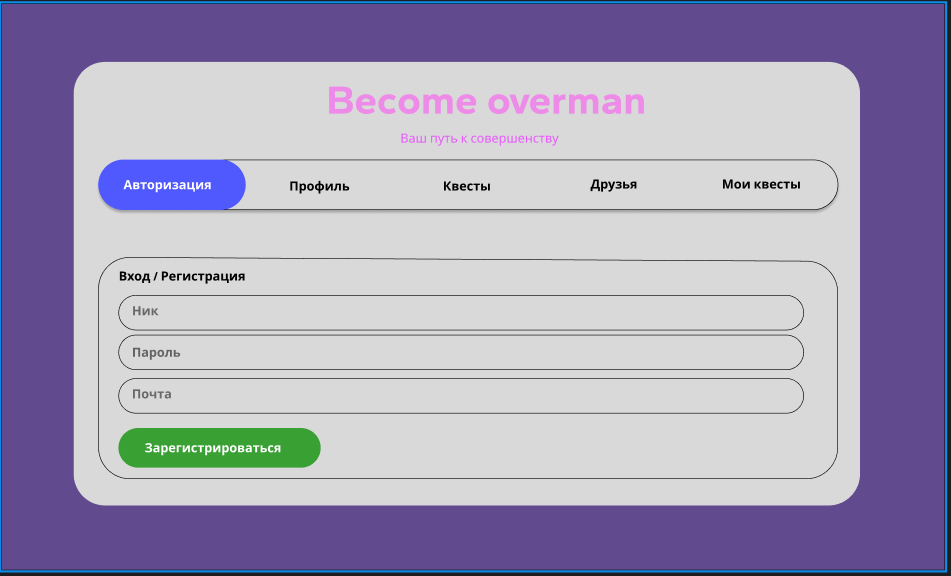 Become overman
Ваш путь к совершенству
Авторизация Профиль Квесты Друзья Мои квесты
Вход / Регистрация
Ник
Пароль
Почта
Зарегистрироваться